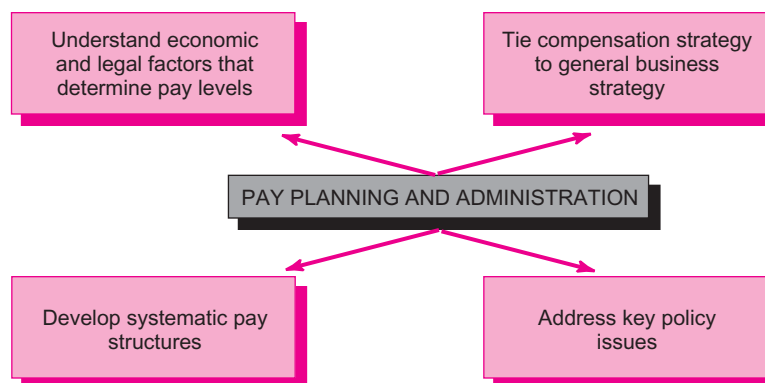 Understand economic
and legal factors that
determine pay levels
Tie compensation strategy
to general business
strategy
PAY PLANNING AND ADMINISTRATION
Develop systematic pay
structures
Address key policy
issues